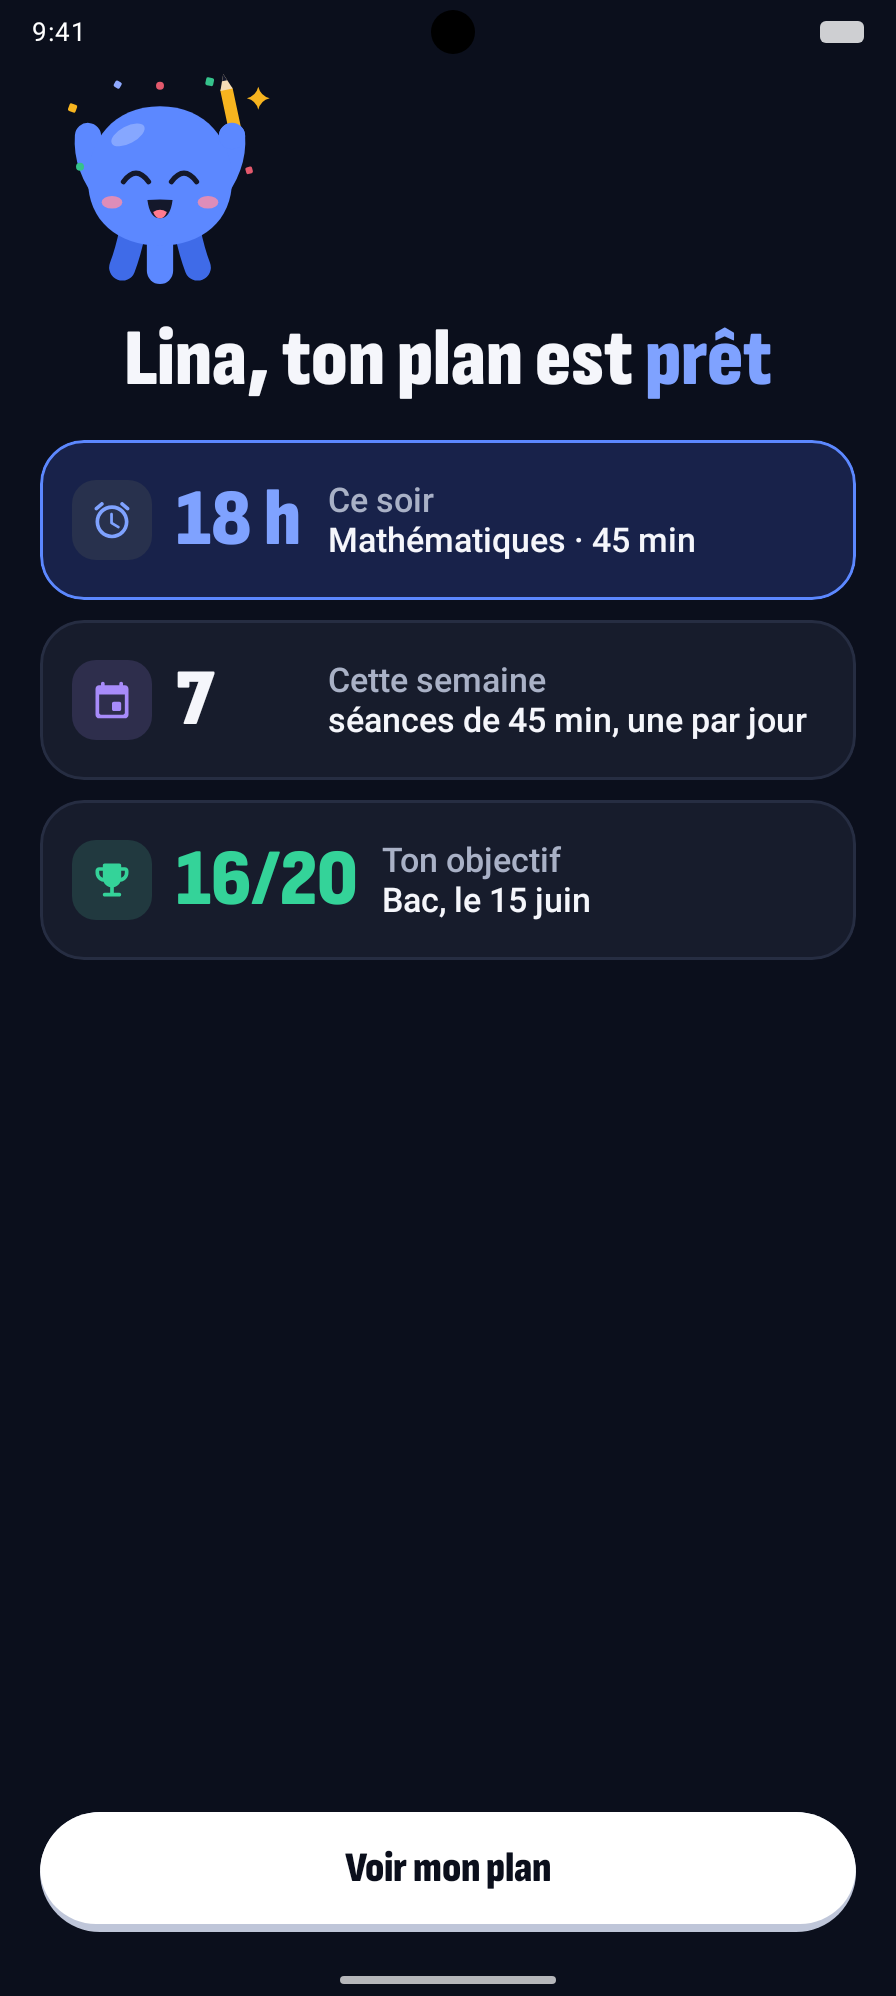 9:41
Lina, ton plan est prêt
18 h
Ce soir
Mathématiques · 45 min
7
Cette semaine
séances de 45 min, une par jour
16/20
Ton objectif
Bac, le 15 juin
Voir mon plan